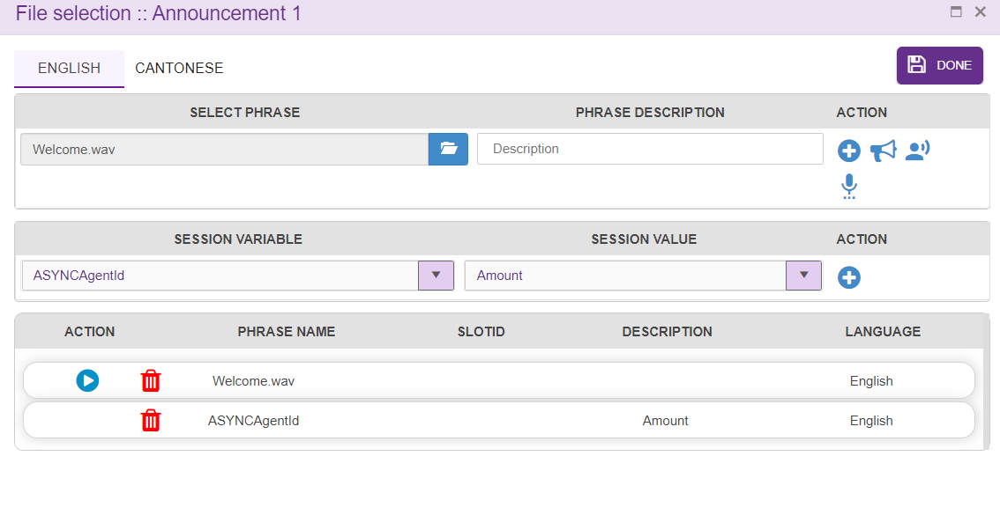 File selection :: Announcement 1
ENGLISH CANTONESE
DONE
SELECT PHRASE PHRASE DESCRIPTION ACTION
Welcome.wav Description
SESSION VARIABLE SESSION VALUE ACTION
ASYNCAgentId Amount
ACTION PHRASE NAME SLOTID DESCRIPTION LANGUAGE
Welcome.wav English
ASYNCAgentId Amount English